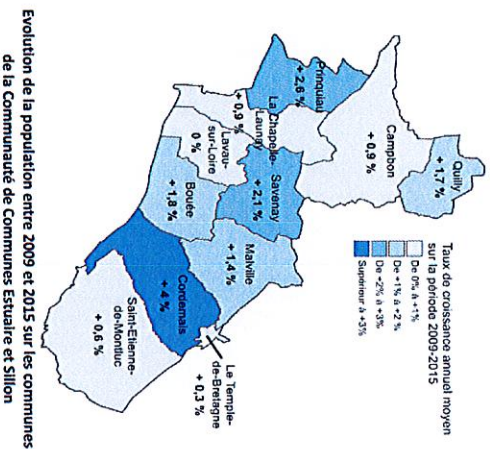 Taux de croissance annuel moyen
sur la période 2009-2015
De 0% à +1%
De +1% à +2 %
De +2% à +3%
Supérieur à +3%
Quilly
+ 1,7 %
Campbon
+ 0,9 %
Prinquiau
+ 2,6 %
La Chapelle-
Launay
+ 0,9 %
Savenay
+ 2,1 %
Malville
+ 1,4 %
Lavau-
sur-Loire
0 %
Bouée
+ 1,8 %
Cordemais
+ 4 %
Le Temple-
de-Bretagne
+ 0,3 %
Saint-Etienne-
de-Montluc
+ 0,6 %
Evolution de la population entre 2009 et 2015 sur les communes
de la Communauté de Communes Estuaire et Sillon